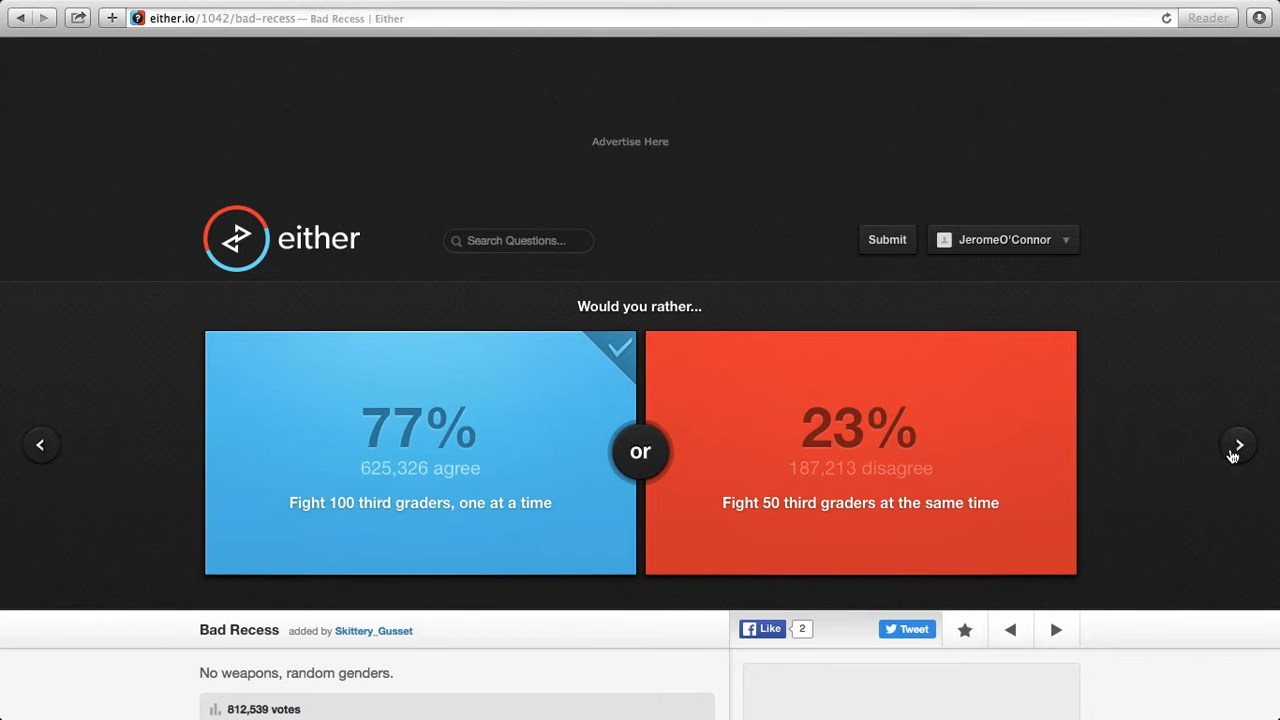 either.io/1042/bad-recess — Bad Recess | Either
Reader
Advertise Here
either
Search Questions...
Submit
JeromeO'Connor
Would you rather...
77%
625,326 agree
Fight 100 third graders, one at a time
or
23%
187,213 disagree
Fight 50 third graders at the same time
Bad Recess added by Skittery_Gusset
Like
2
Tweet
No weapons, random genders.
812,539 votes